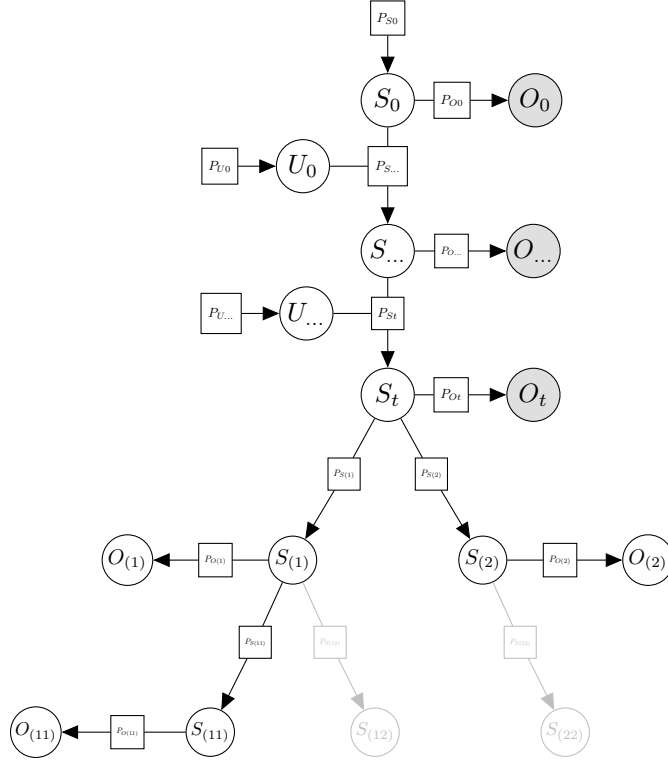 P_{S0}
S_0 P_{O0} O_0
P_{U0} U_0 P_{S...}
S_{...} P_{O...} O_{...}
P_{U...} U_{...} P_{St}
S_t P_{Ot} O_t
P_{S(1)} P_{S(2)}
O_{(1)} P_{O(1)} S_{(1)} S_{(2)} P_{O(2)} O_{(2)}
P_{S(11)} P_{S(12)} P_{S(22)}
O_{(11)} P_{O(11)} S_{(11)} S_{(12)} S_{(22)}